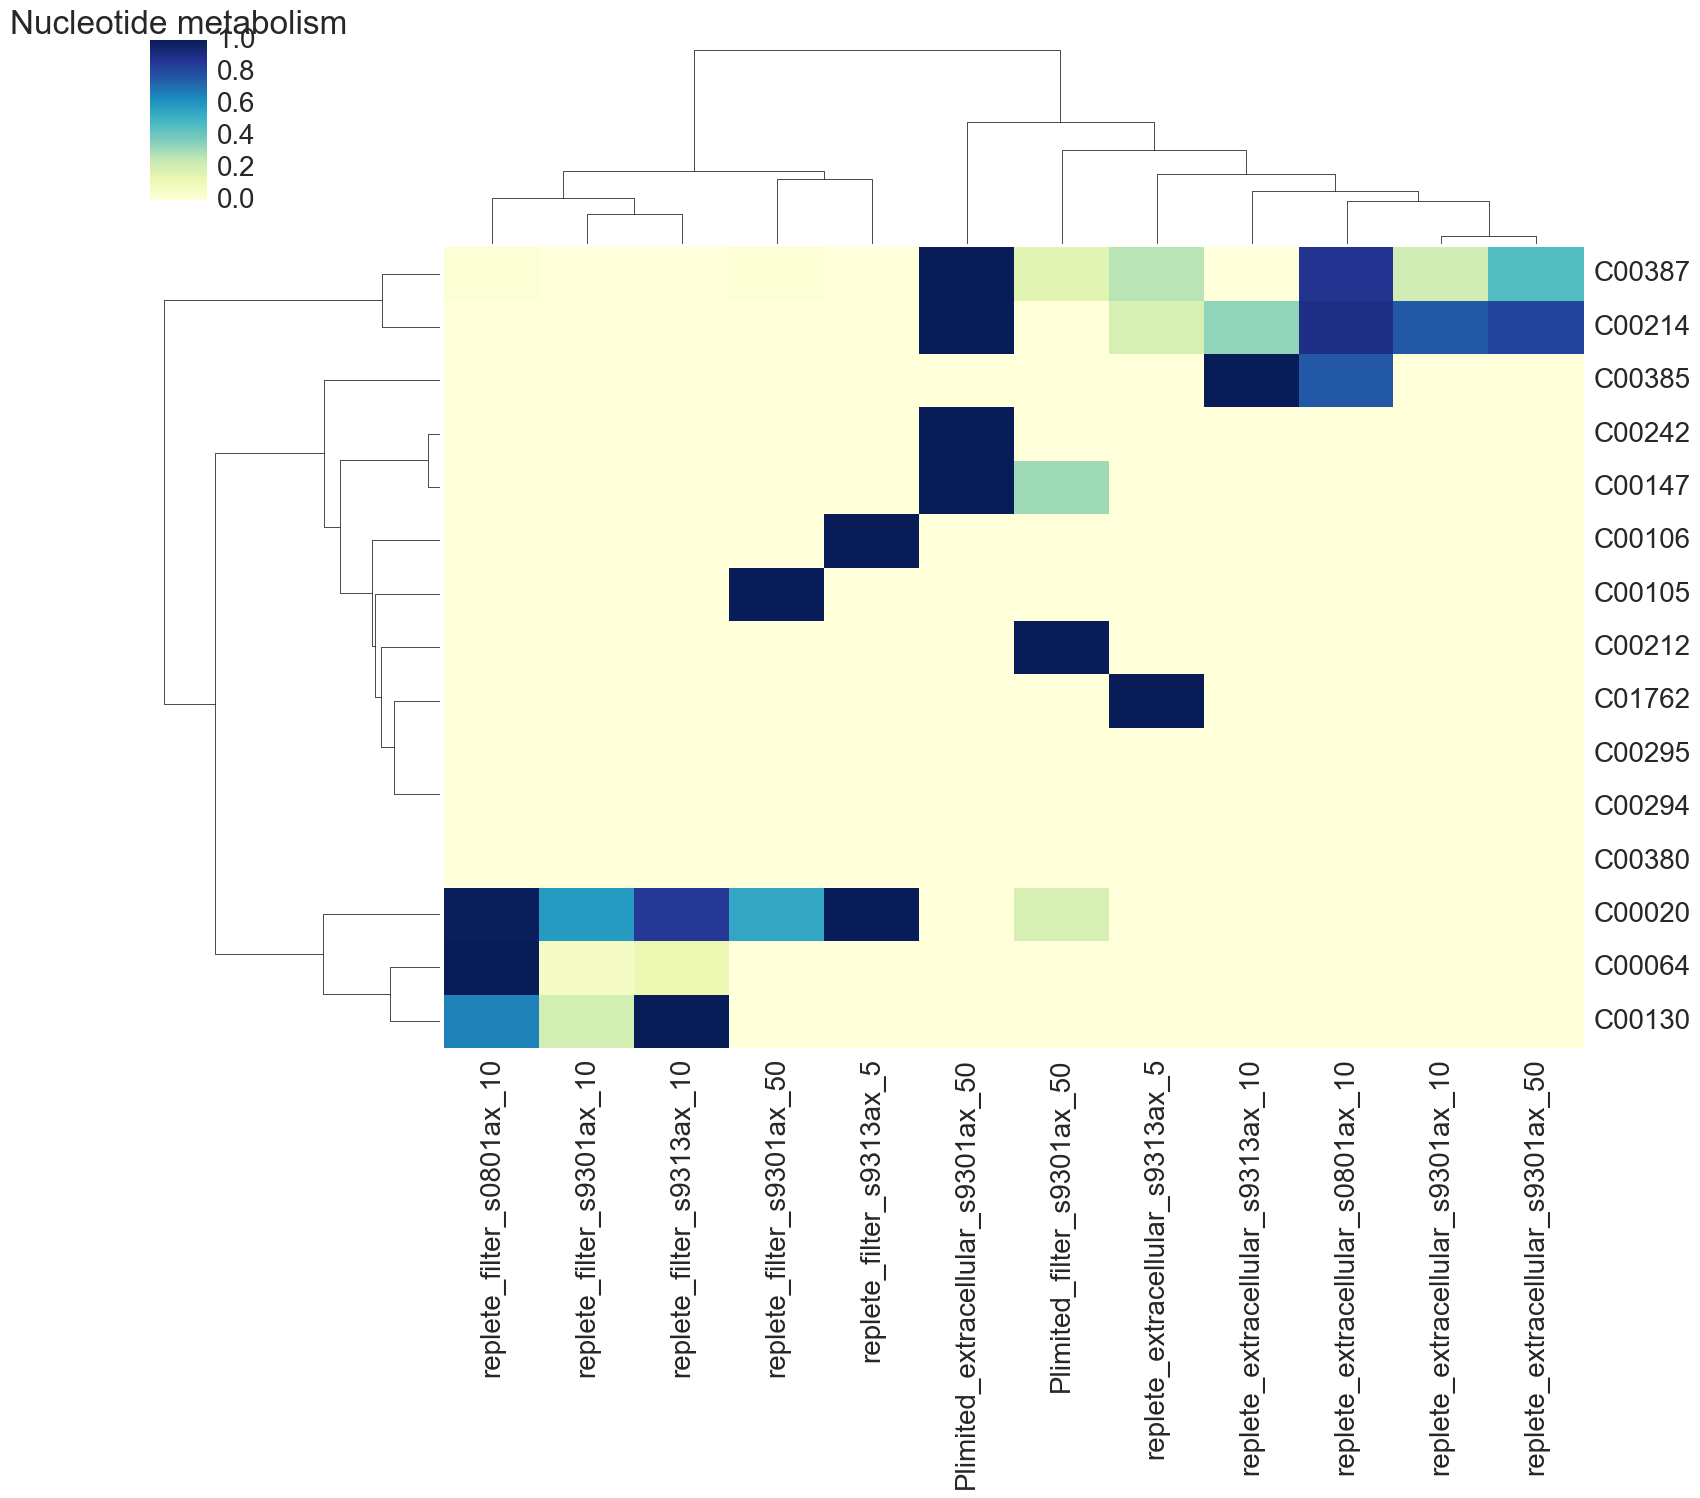 Nucleotide metabolism
1.0
0.8
0.6
0.4
0.2
0.0
C00387
C00214
C00385
C00242
C00147
C00106
C00105
C00212
C01762
C00295
C00294
C00380
C00020
C00064
C00130
replete_filter_s0801ax_10
replete_filter_s9301ax_10
replete_filter_s9313ax_10
replete_filter_s9301ax_50
replete_filter_s9313ax_5
Plimited_extracellular_s9301ax_50
Plimited_filter_s9301ax_50
replete_extracellular_s9313ax_5
replete_extracellular_s9313ax_10
replete_extracellular_s0801ax_10
replete_extracellular_s9301ax_10
replete_extracellular_s9301ax_50